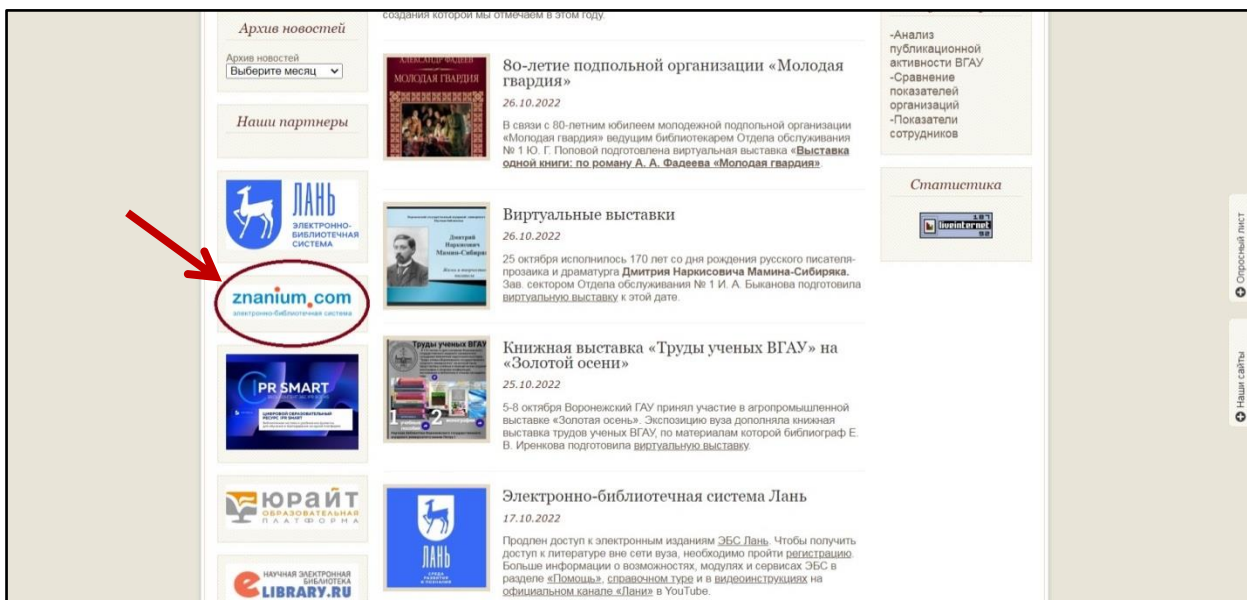 Архив новостей
Архив новостей
Выберите месяц
Наши партнеры
ЛАНЬ
ЭЛЕКТРОННО-
БИБЛИОТЕЧНАЯ
СИСТЕМА
znanium.com
электронно-библиотечная система
IPR SMART
ЦИФРОВОЙ ОБРАЗОВАТЕЛЬНЫЙ
РЕСУРС IPR SMART
юрайт
ОБРАЗОВАТЕЛЬНАЯ
ПЛАТФОРМА
НАУЧНАЯ ЭЛЕКТРОННАЯ
БИБЛИОТЕКА
eLIBRARY.RU
создания которой мы отмечаем в этом году.
АЛЕКСАНДР ФАДЕЕВ
МОЛОДАЯ ГВАРДИЯ
80-летие подпольной организации «Молодая
гвардия»
26.10.2022
В связи с 80-летним юбилеем молодежной подпольной организации
«Молодая гвардия» ведущим библиотекарем Отдела обслуживания
№ 1 Ю. Г. Поповой подготовлена виртуальная выставка «Выставка
одной книги: по роману А. А. Фадеева «Молодая гвардия».
Дмитрий
Наркисович
Мамин-Сибиряк
Виртуальные выставки
26.10.2022
25 октября исполнилось 170 лет со дня рождения русского писателя-
прозаика и драматурга Дмитрия Наркисовича Мамина-Сибиряка.
Зав. сектором Отдела обслуживания № 1 И. А. Быканова подготовила
виртуальную выставку к этой дате.
Труды ученых ВГАУ
1
2
Книжная выставка «Труды ученых ВГАУ» на
«Золотой осени»
25.10.2022
5-8 октября Воронежский ГАУ принял участие в агропромышленной
выставке «Золотая осень». Экспозицию вуза дополняла книжная
выставка трудов ученых ВГАУ, по материалам которой библиограф Е.
В. Иренкова подготовила виртуальную выставку.
ЛАНЬ
Электронно-библиотечная система Лань
17.10.2022
Продлен доступ к электронным изданиям ЭБС Лань. Чтобы получить
доступ к литературе вне сети вуза, необходимо пройти регистрацию.
Больше информации о возможностях, модулях и сервисах ЭБС в
разделе «Помощь», справочном туре и в видеоинструкциях на
официальном канале «Лани» в YouTube.
-Анализ
публикационной
активности ВГАУ
-Сравнение
показателей
организаций
-Показатели
сотрудников
Статистика
liveinternet
Опросный лист
Наши сайты